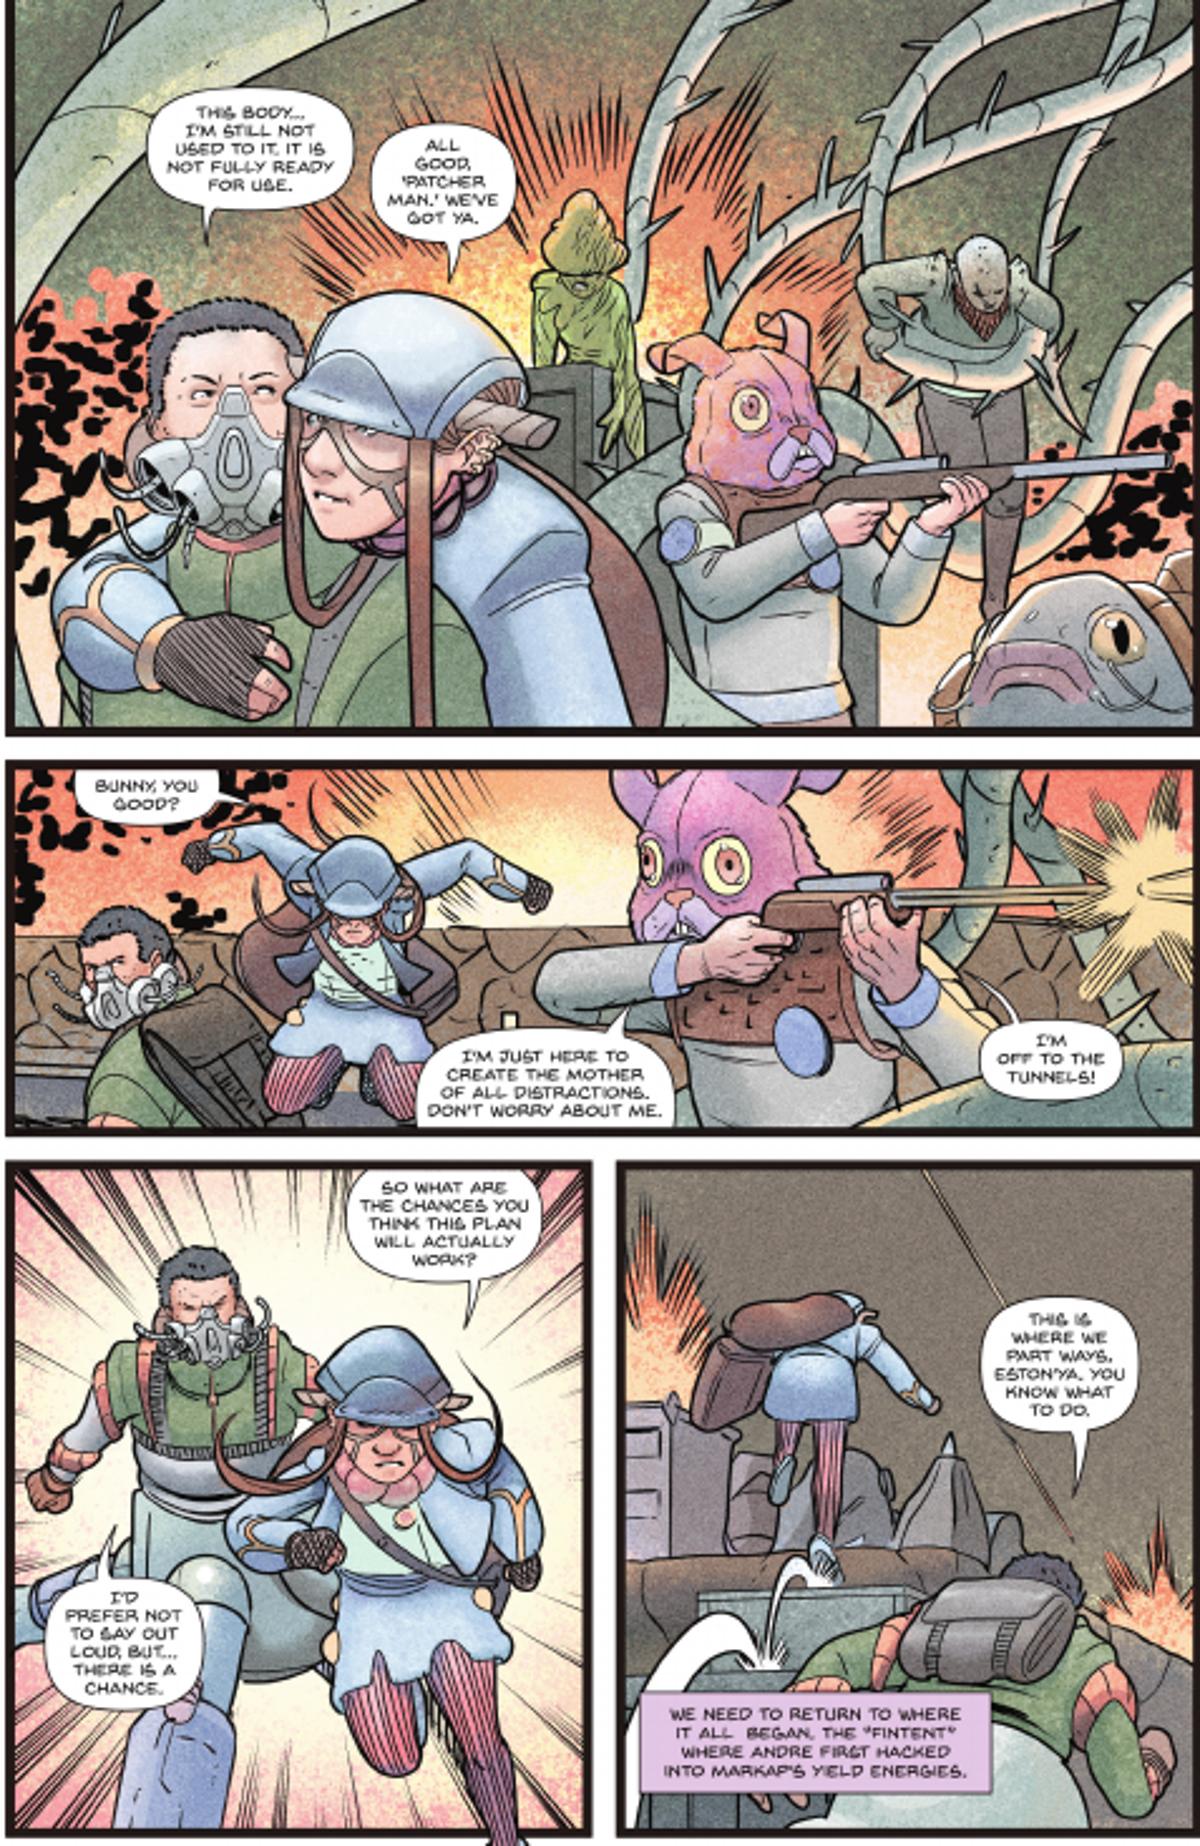 THIS BODY...
I'M STILL NOT
USED TO IT. IT IS
NOT FULLY READY
FOR USE.
ALL
GOOD,
'PATCHER
MAN.' WE'VE
GOT YA.
BUNNY, YOU
GOOD?
I'M JUST HERE TO
CREATE THE MOTHER
OF ALL DISTRACTIONS.
DON'T WORRY ABOUT ME.
I'M
OFF TO THE
TUNNELS!
SO WHAT ARE
THE CHANCES YOU
THINK THIS PLAN
WILL ACTUALLY
WORK?
I'D
PREFER NOT
TO SAY OUT
LOUD, BUT...
THERE IS A
CHANCE.
THIS IS
WHERE WE
PART WAYS,
ESTON'YA. YOU
KNOW WHAT
TO DO.
WE NEED TO RETURN TO WHERE
IT ALL BEGAN. THE "FINTENT"
WHERE ANDRE FIRST HACKED
INTO MARKAP'S YIELD ENERGIES.